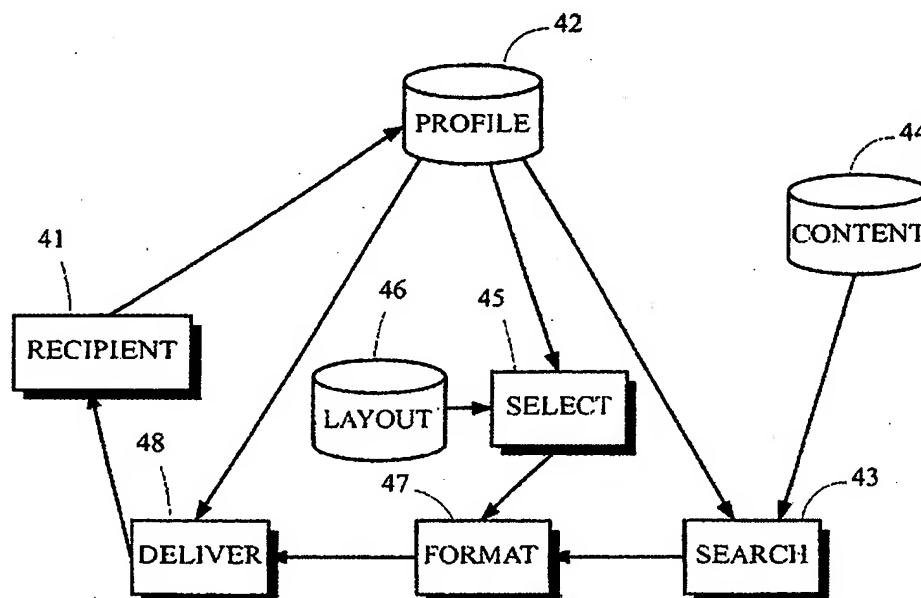 42
PROFILE
44
CONTENT
41
RECIPIENT
46
45
LAYOUT
SELECT
48
47
43
DELIVER
FORMAT
SEARCH